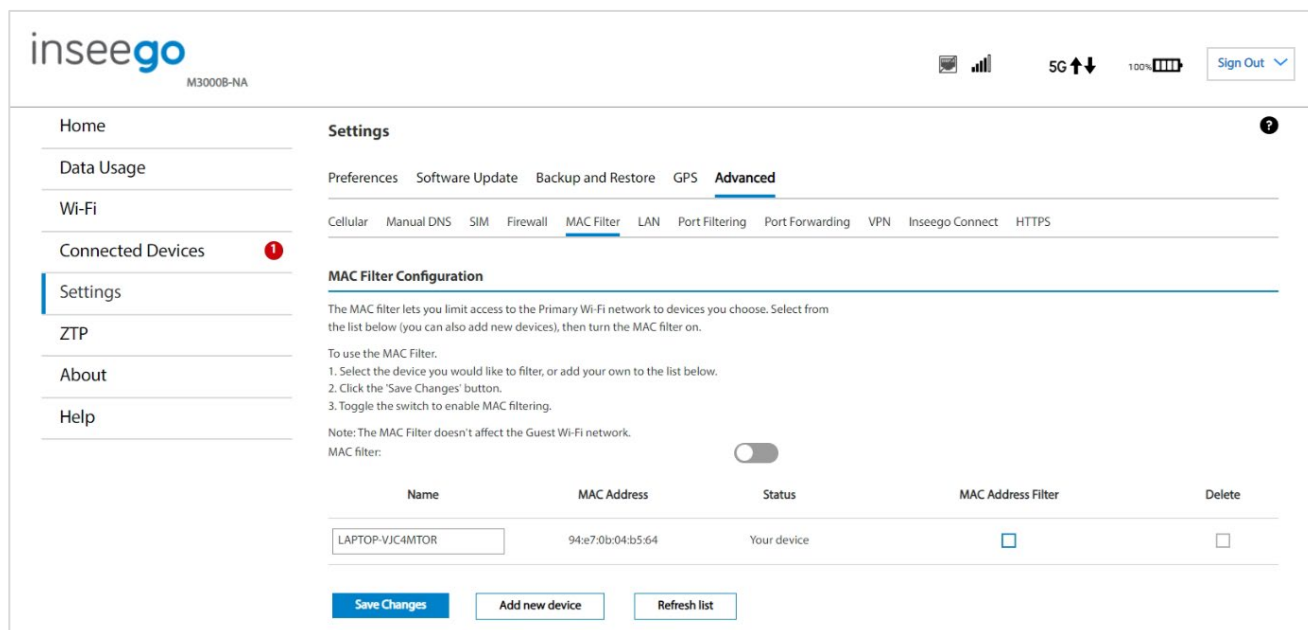 inseego
M3000B-NA
5G
100%
Sign Out
Home
Data Usage
Wi-Fi
Connected Devices 1
Settings
ZTP
About
Help
Settings
?
Preferences Software Update Backup and Restore GPS Advanced
Cellular Manual DNS SIM Firewall MAC Filter LAN Port Filtering Port Forwarding VPN Inseego Connect HTTPS
MAC Filter Configuration
The MAC filter lets you limit access to the Primary Wi-Fi network to devices you choose. Select from
the list below (you can also add new devices), then turn the MAC filter on.
To use the MAC Filter.
1. Select the device you would like to filter, or add your own to the list below.
2. Click the 'Save Changes' button.
3. Toggle the switch to enable MAC filtering.
Note: The MAC Filter doesn't affect the Guest Wi-Fi network.
MAC filter:
Name MAC Address Status MAC Address Filter Delete
LAPTOP-VJC4MTOR 94:e7:0b:04:b5:64 Your device
Save Changes Add new device Refresh list